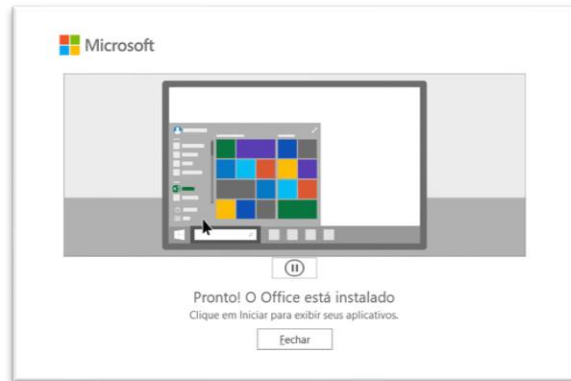 Microsoft
Pronto! O Office está instalado
Clique em Iniciar para exibir seus aplicativos.
Fechar